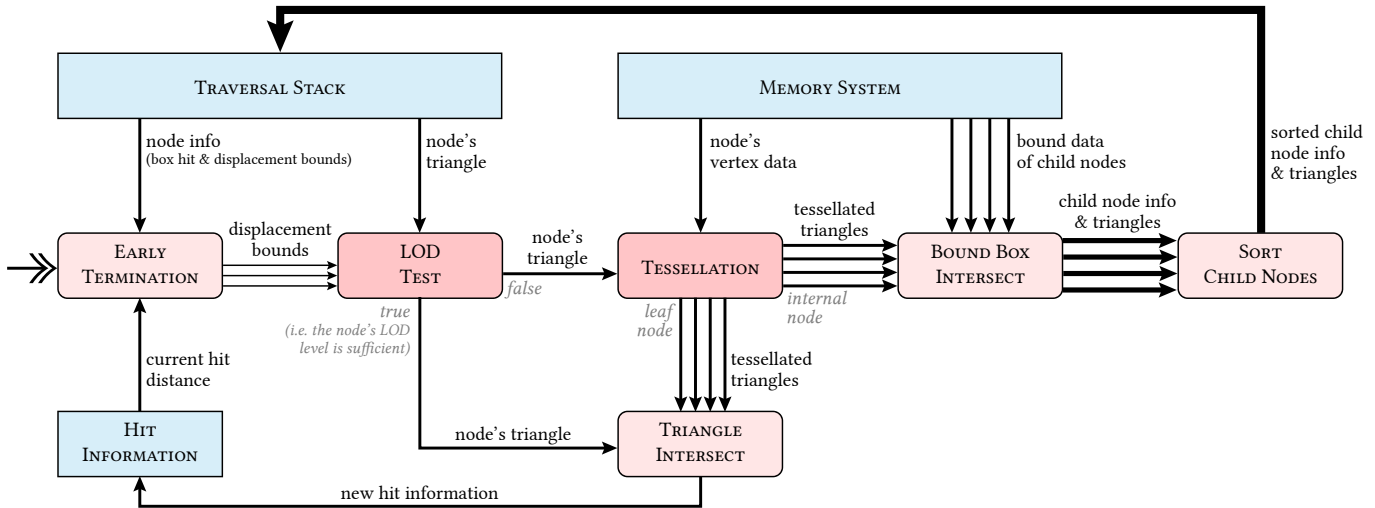 TRAVERSAL STACK
MEMORY SYSTEM
node info
(box hit & displacement bounds)
node's
triangle
node's
vertex data
bound data
of child nodes
sorted child
node info
& triangles
EARLY
TERMINATION
displacement
bounds
LOD
TEST
node's
triangle
false
TESSELLATION
tessellated
triangles
internal
node
BOUND BOX
INTERSECT
child node info
& triangles
SORT
CHILD NODES
true
(i.e. the node's LOD
level is sufficient)
leaf
node
tessellated
triangles
current hit
distance
HIT
INFORMATION
node's triangle
TRIANGLE
INTERSECT
new hit information